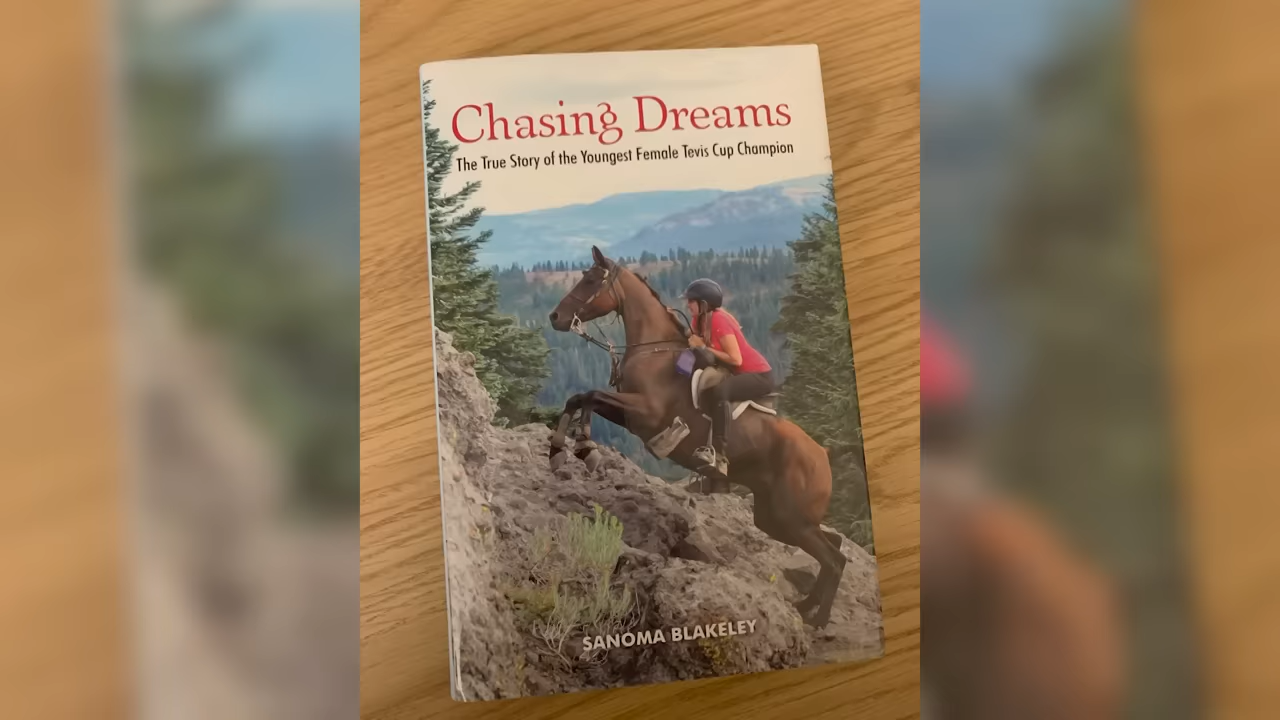 Chasing Dreams
The True Story of the Youngest Female Tevis Cup Champion
SANOMA BLAKELEY